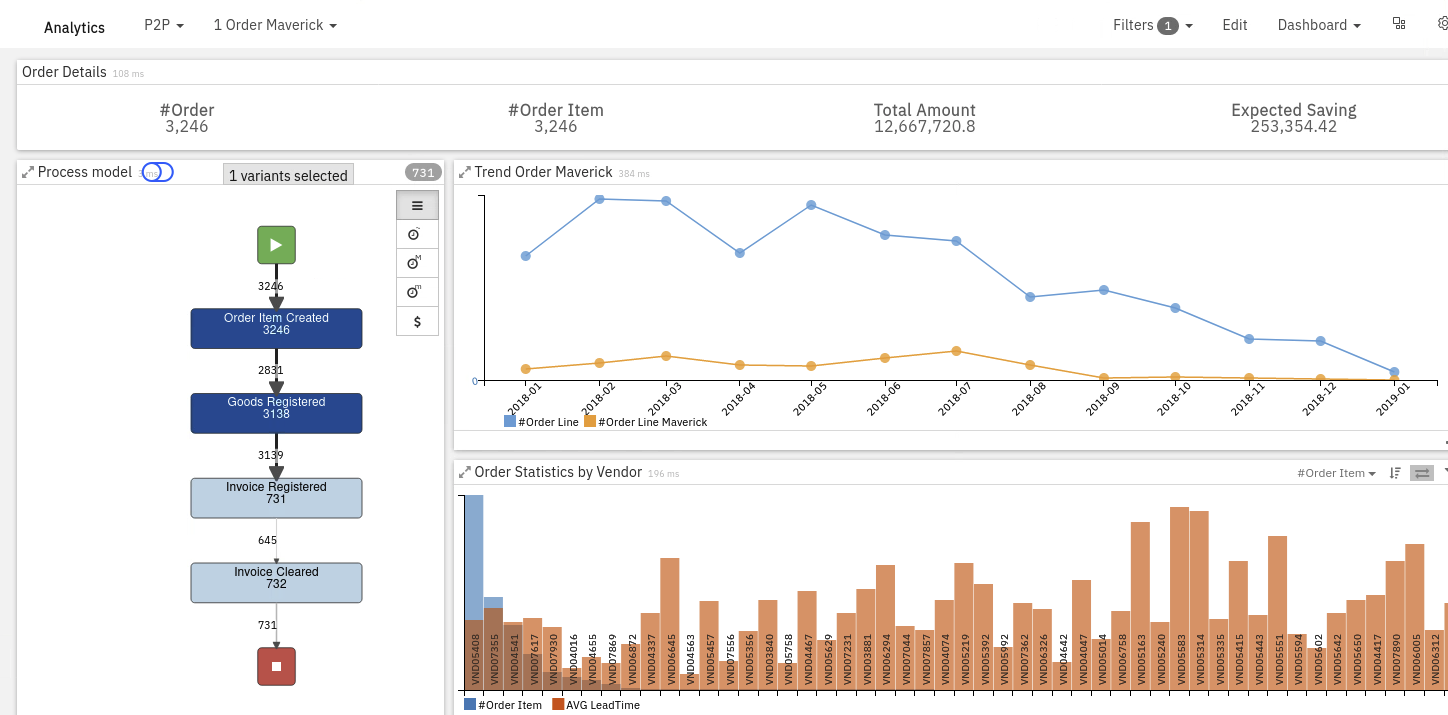 Analytics P2P 1 Order Maverick Filters 1 Edit Dashboard
Order Details 108 ms
#Order #Order Item Total Amount Expected Saving
3,246 3,246 12,667,720.8 253,354.42
Process model 1 variants selected 731
3246
Order Item Created
3246
2831
Goods Registered
3138
3139
Invoice Registered
731
645
Invoice Cleared
732
731
M
m
$
Trend Order Maverick 384 ms
0
2018-01 2018-02 2018-03 2018-04 2018-05 2018-06 2018-07 2018-08 2018-09 2018-10 2018-11 2018-12 2019-01
#Order Line #Order Line Maverick
Order Statistics by Vendor 196 ms #Order Item
VND05408 VND07355 VND04541 VND07617 VND07930 VND04016 VND04655 VND07869 VND06872 VND04337 VND06645 VND04563 VND05457 VND07556 VND05356 VND03840 VND05758 VND04467 VND05629 VND07231 VND03881 VND06294 VND07044 VND07857 VND04074 VND05219 VND05392 VND05992 VND07362 VND06326 VND04642 VND04047 VND05014 VND06758 VND05163 VND05240 VND05583 VND05314 VND05335 VND05415 VND05443 VND05551 VND05594 VND05602 VND05642 VND05650 VND04417 VND07890 VND06005 VND06312
#Order Item AVG LeadTime